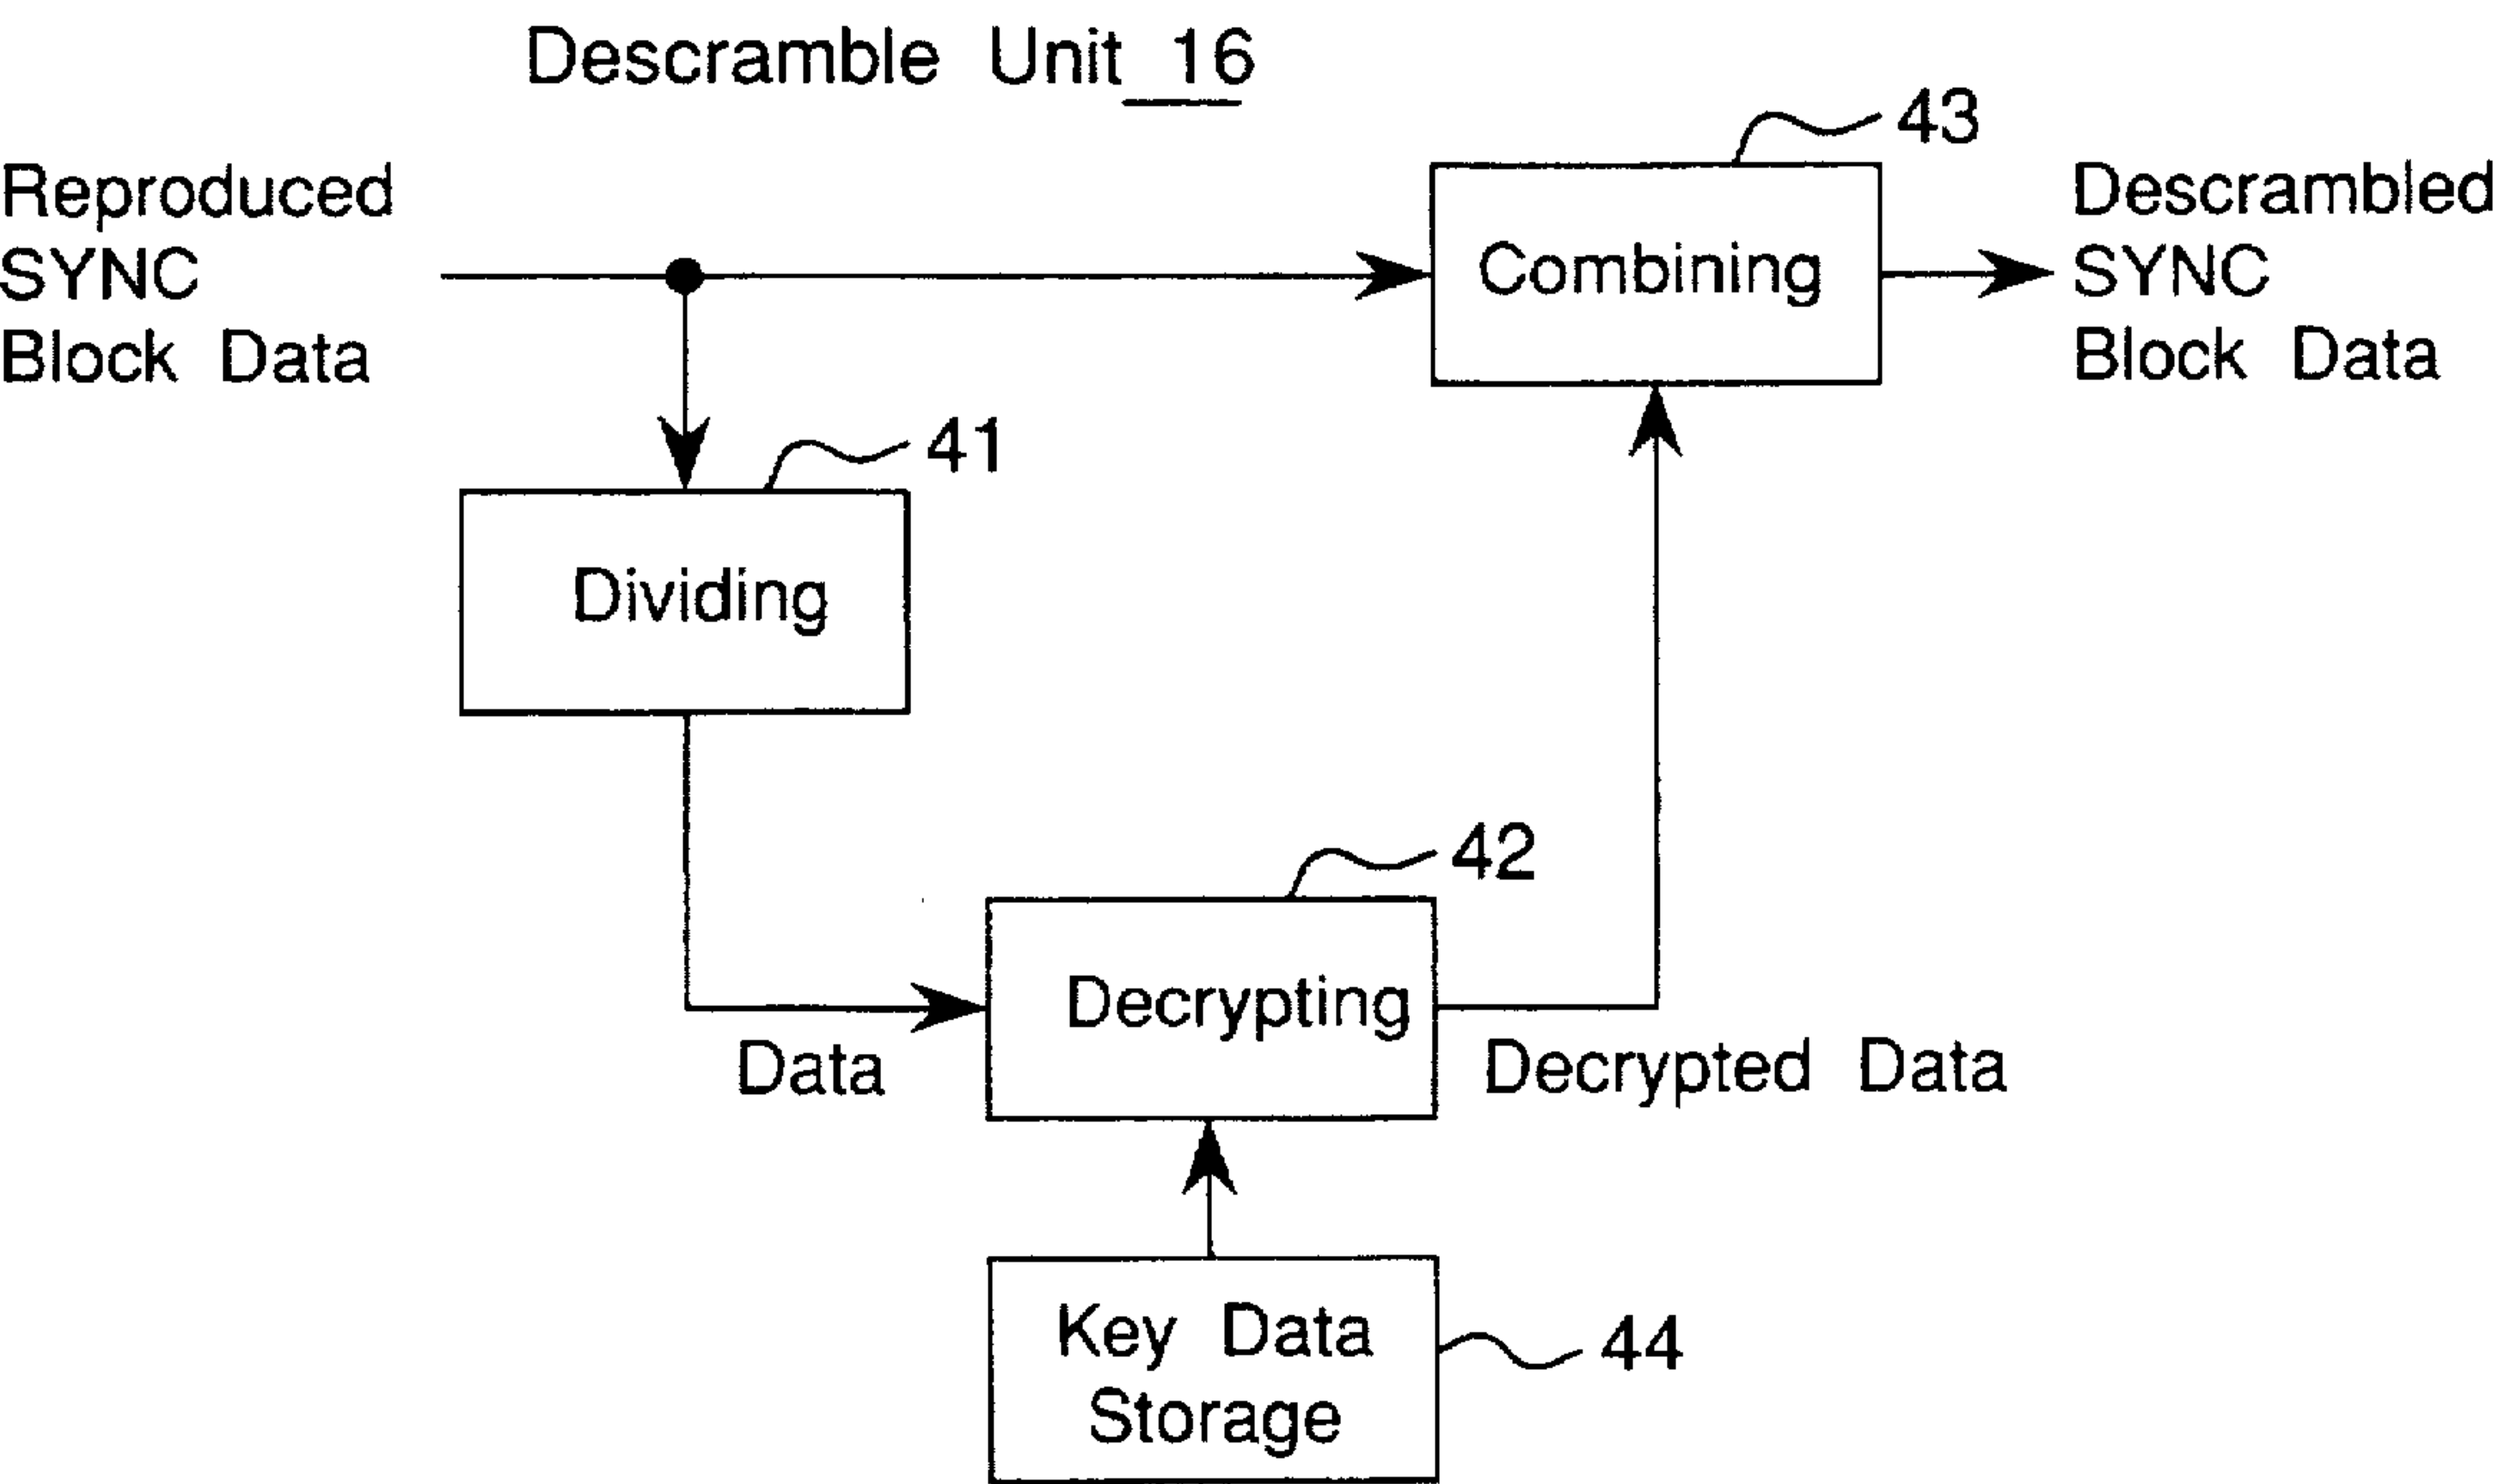 Descramble Unit 16
43
Reproduced
SYNC
Block Data
Combining
Descrambled
SYNC
Block Data
41
Dividing
42
Decrypting
Data
Decrypted Data
Key Data
Storage
44